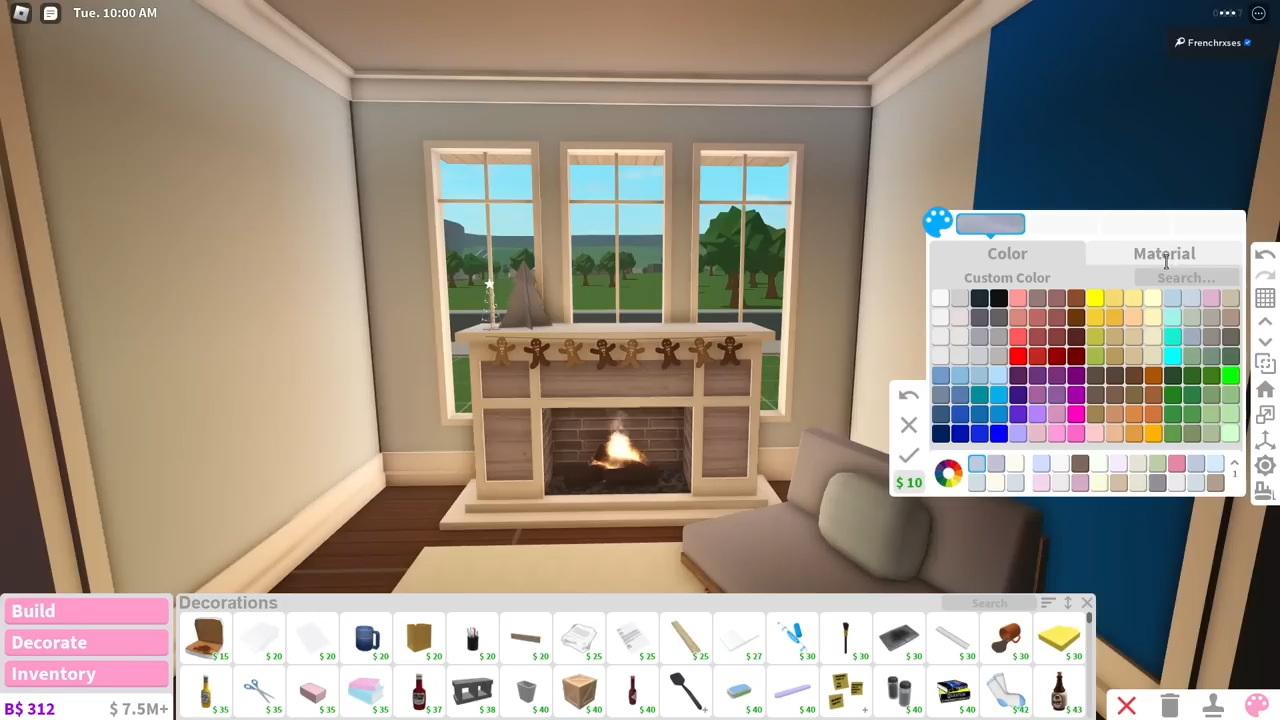 Tue. 10:00 AM
Frenchrxses
Color
Material
Custom Color
Search...
1
$ 10
Build
Decorate
Inventory
B$ 312
$ 7.5M+
Decorations
Search
$ 15
$ 20
$ 20
$ 20
$ 20
$ 20
$ 20
$ 25
$ 25
$ 25
$ 27
$ 30
$ 30
$ 30
$ 30
$ 30
$ 30
$ 35
$ 35
$ 35
$ 35
$ 37
$ 38
$ 40
$ 40
$ 40
+
$ 40
$ 40
+
$ 40
$ 40
$ 42
$ 43